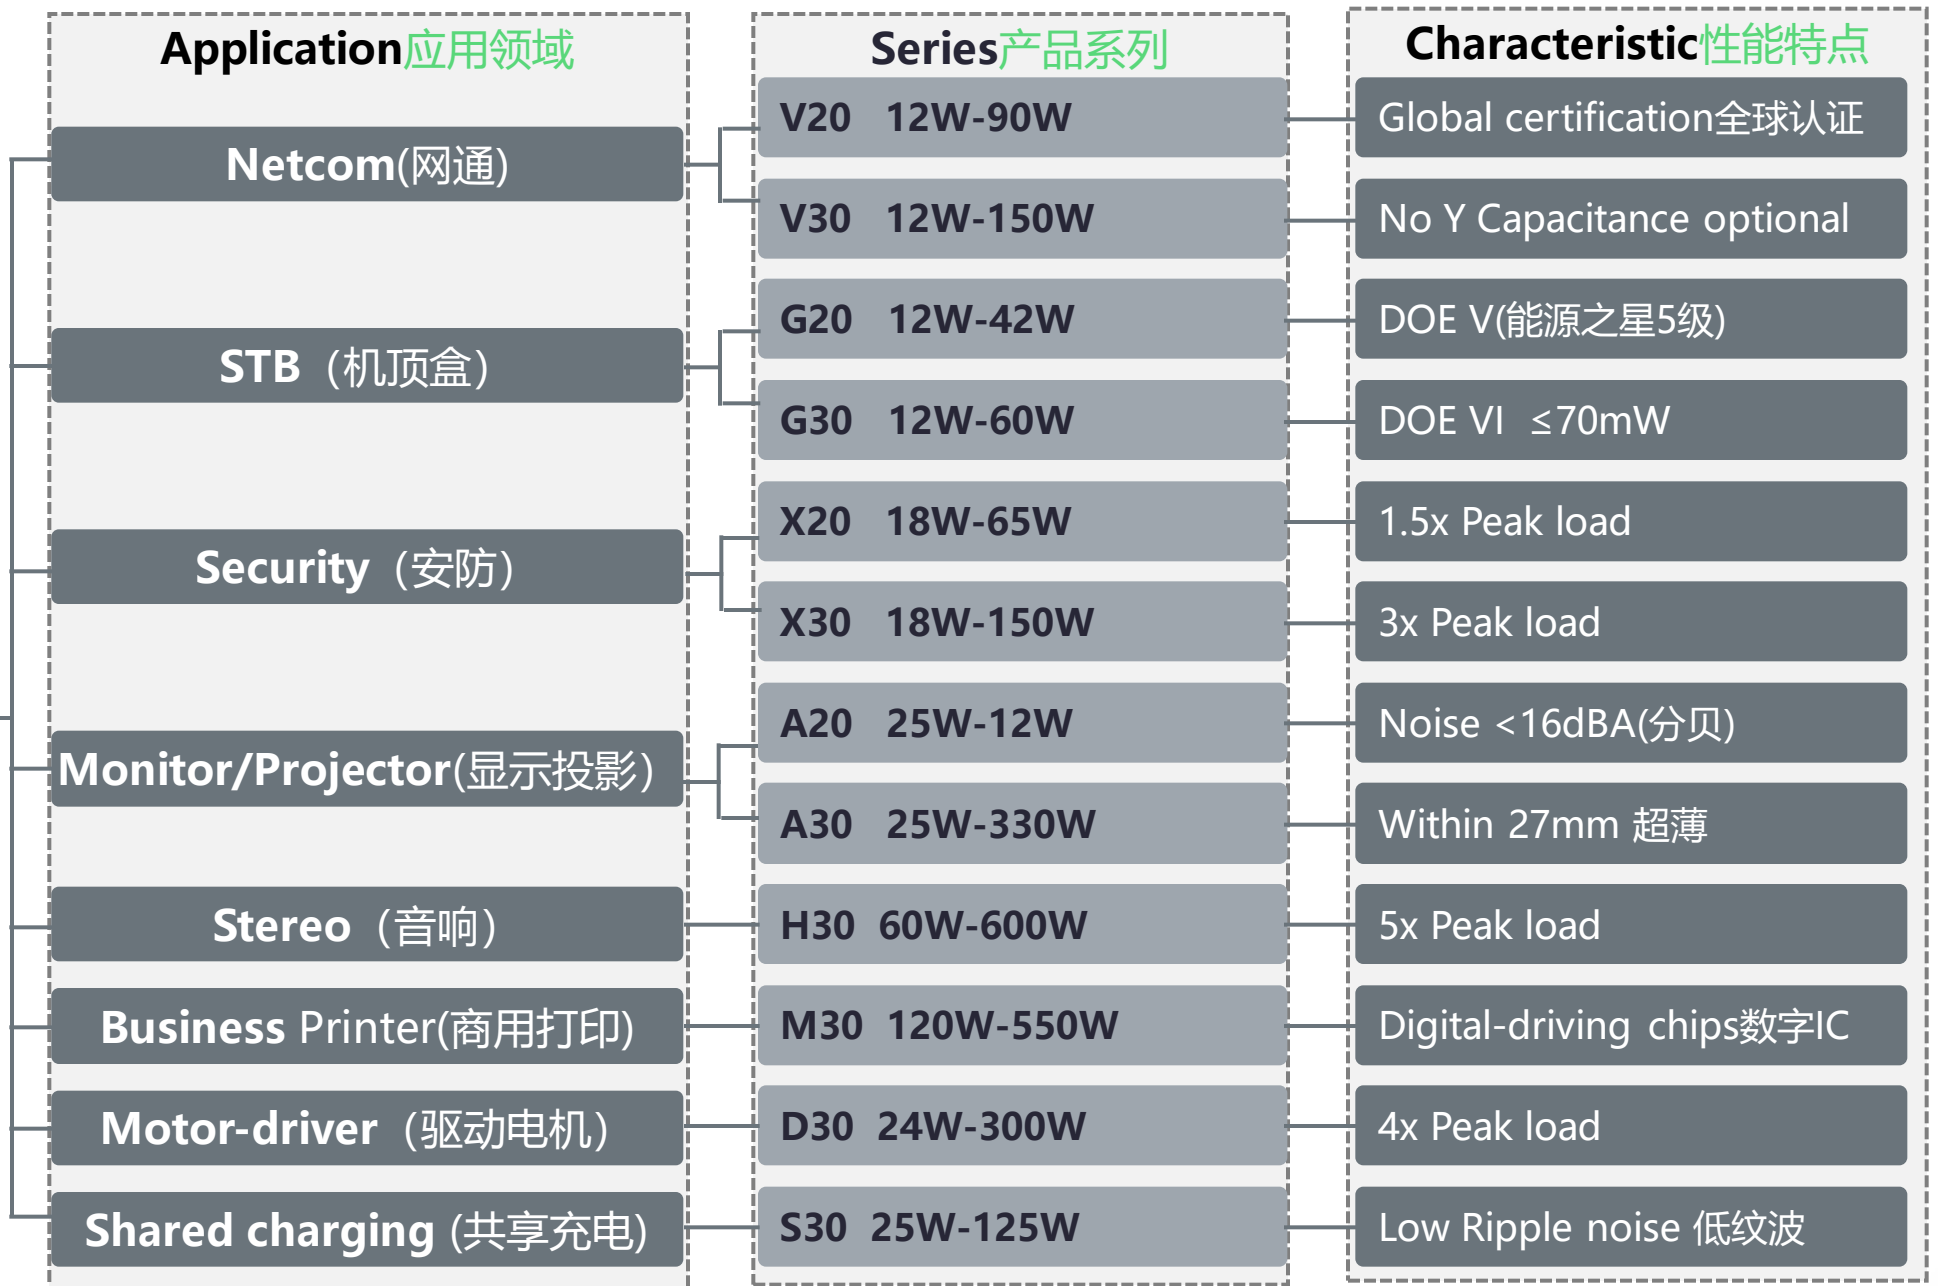 Application应用领域
Series产品系列
Characteristic性能特点
Netcom(网通)
V20 12W-90W
Global certification全球认证
V30 12W-150W
No Y Capacitance optional
STB（机顶盒）
G20 12W-42W
DOE V(能源之星5级)
G30 12W-60W
DOE VI ≤70mW
Security（安防）
X20 18W-65W
1.5x Peak load
X30 18W-150W
3x Peak load
Monitor/Projector(显示投影）
A20 25W-12W
Noise <16dBA(分贝)
A30 25W-330W
Within 27mm 超薄
Stereo（音响）
H30 60W-600W
5x Peak load
Business Printer(商用打印)
M30 120W-550W
Digital-driving chips数字IC
Motor-driver（驱动电机）
D30 24W-300W
4x Peak load
Shared charging (共享充电)
S30 25W-125W
Low Ripple noise 低纹波